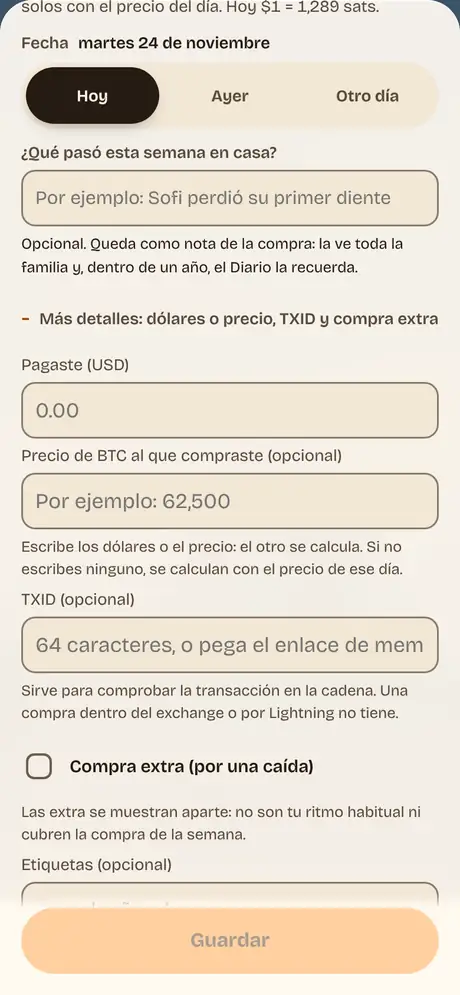 solos con el precio del día. Hoy $1 = 1,289 sats.
Fecha martes 24 de noviembre
Hoy
Ayer
Otro día
¿Qué pasó esta semana en casa?
Por ejemplo: Sofi perdió su primer diente
Opcional. Queda como nota de la compra: la ve toda la
familia y, dentro de un año, el Diario la recuerda.
– Más detalles: dólares o precio, TXID y compra extra
Pagaste (USD)
0.00
Precio de BTC al que compraste (opcional)
Por ejemplo: 62,500
Escribe los dólares o el precio: el otro se calcula. Si no
escribes ninguno, se calculan con el precio de ese día.
TXID (opcional)
64 caracteres, o pega el enlace de mem
Sirve para comprobar la transacción en la cadena. Una
compra dentro del exchange o por Lightning no tiene.
Compra extra (por una caída)
Las extra se muestran aparte: no son tu ritmo habitual ni
cubren la compra de la semana.
Etiquetas (opcional)
Guardar